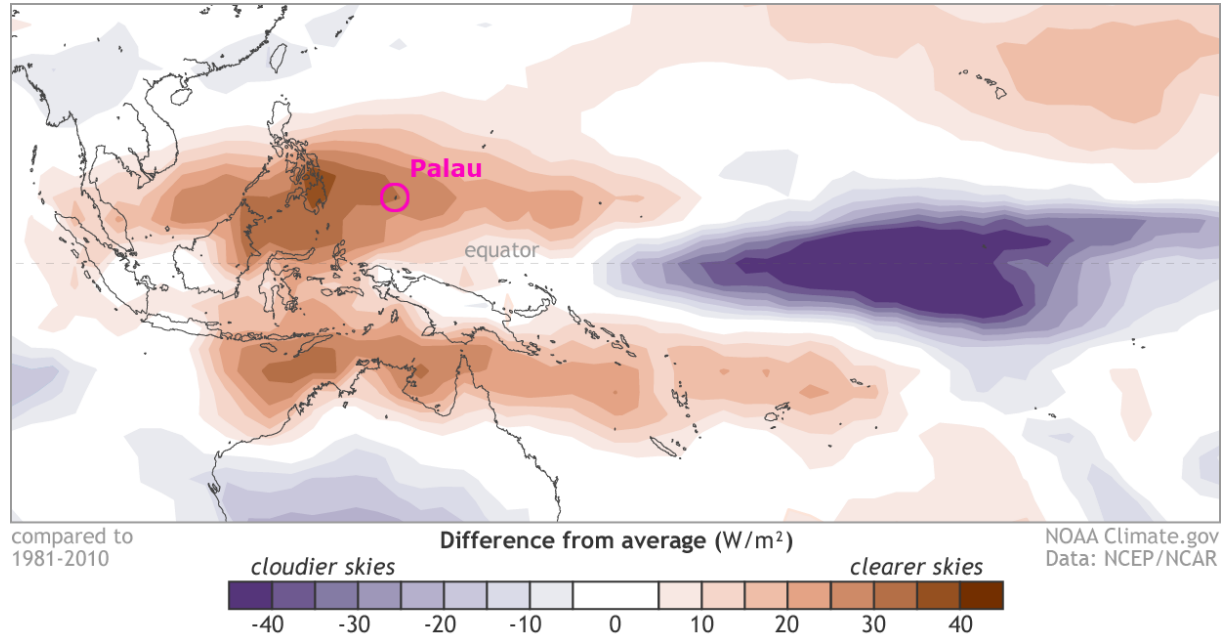 Palau
equator
compared to
1981-2010
Difference from average (W/m²)
NOAA Climate.gov
Data: NCEP/NCAR
cloudier skies
clearer skies
-40 -30 -20 -10 0 10 20 30 40